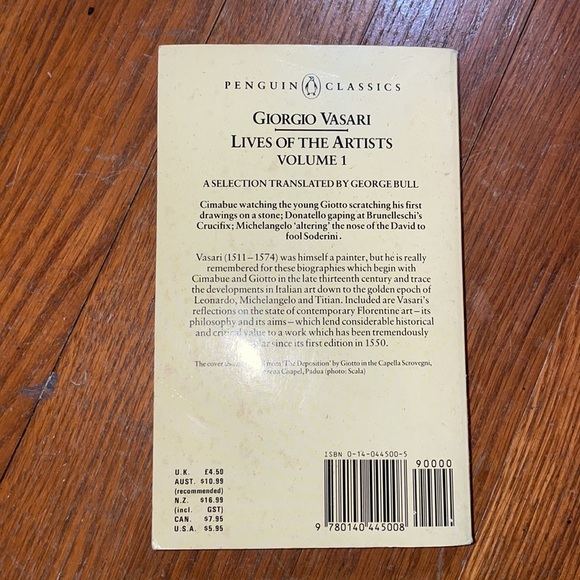 PENGUIN CLASSICS
GIORGIO VASARI
LIVES OF THE ARTISTS
VOLUME 1
A SELECTION TRANSLATED BY GEORGE BULL
Cimabue watching the young Giotto scratching his first
drawings on a stone; Donatello gaping at Brunelleschi's
Crucifix; Michelangelo 'altering' the nose of the David to
fool Soderini.
Vasari (1511–1574) was himself a painter, but he is really
remembered for these biographies which begin with
Cimabue and Giotto in the late thirteenth century and trace
the developments in Italian art down to the golden epoch of
Leonardo, Michelangelo and Titian. Included are Vasari's
reflections on the state of contemporary Florentine art – its
philosophy and its aims – which lend considerable historical
and critical value to a work which has been tremendously
since its first edition in 1550.
The cover from 'The Deposition' by Giotto in the Capella Scrovegni,
Chapel, Padua (photo: Scala)
ISBN 0-14-044500-5
90000
U.K. £4.50
AUST. $10.99
(recommended)
N.Z. $16.99
(incl. GST)
CAN. $7.95
U.S.A. $5.95
9 780140 445008